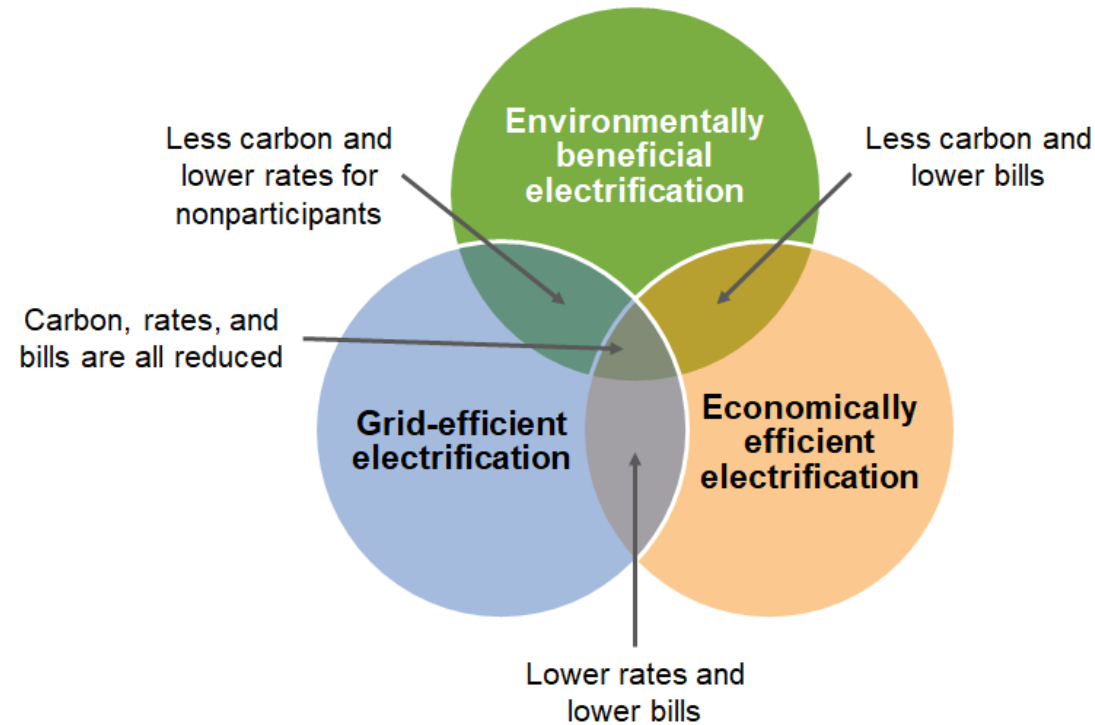 Environmentally
beneficial
electrification
Less carbon and
lower rates for
nonparticipants
Less carbon and
lower bills
Carbon, rates, and
bills are all reduced
Grid-efficient
electrification
Economically
efficient
electrification
Lower rates and
lower bills